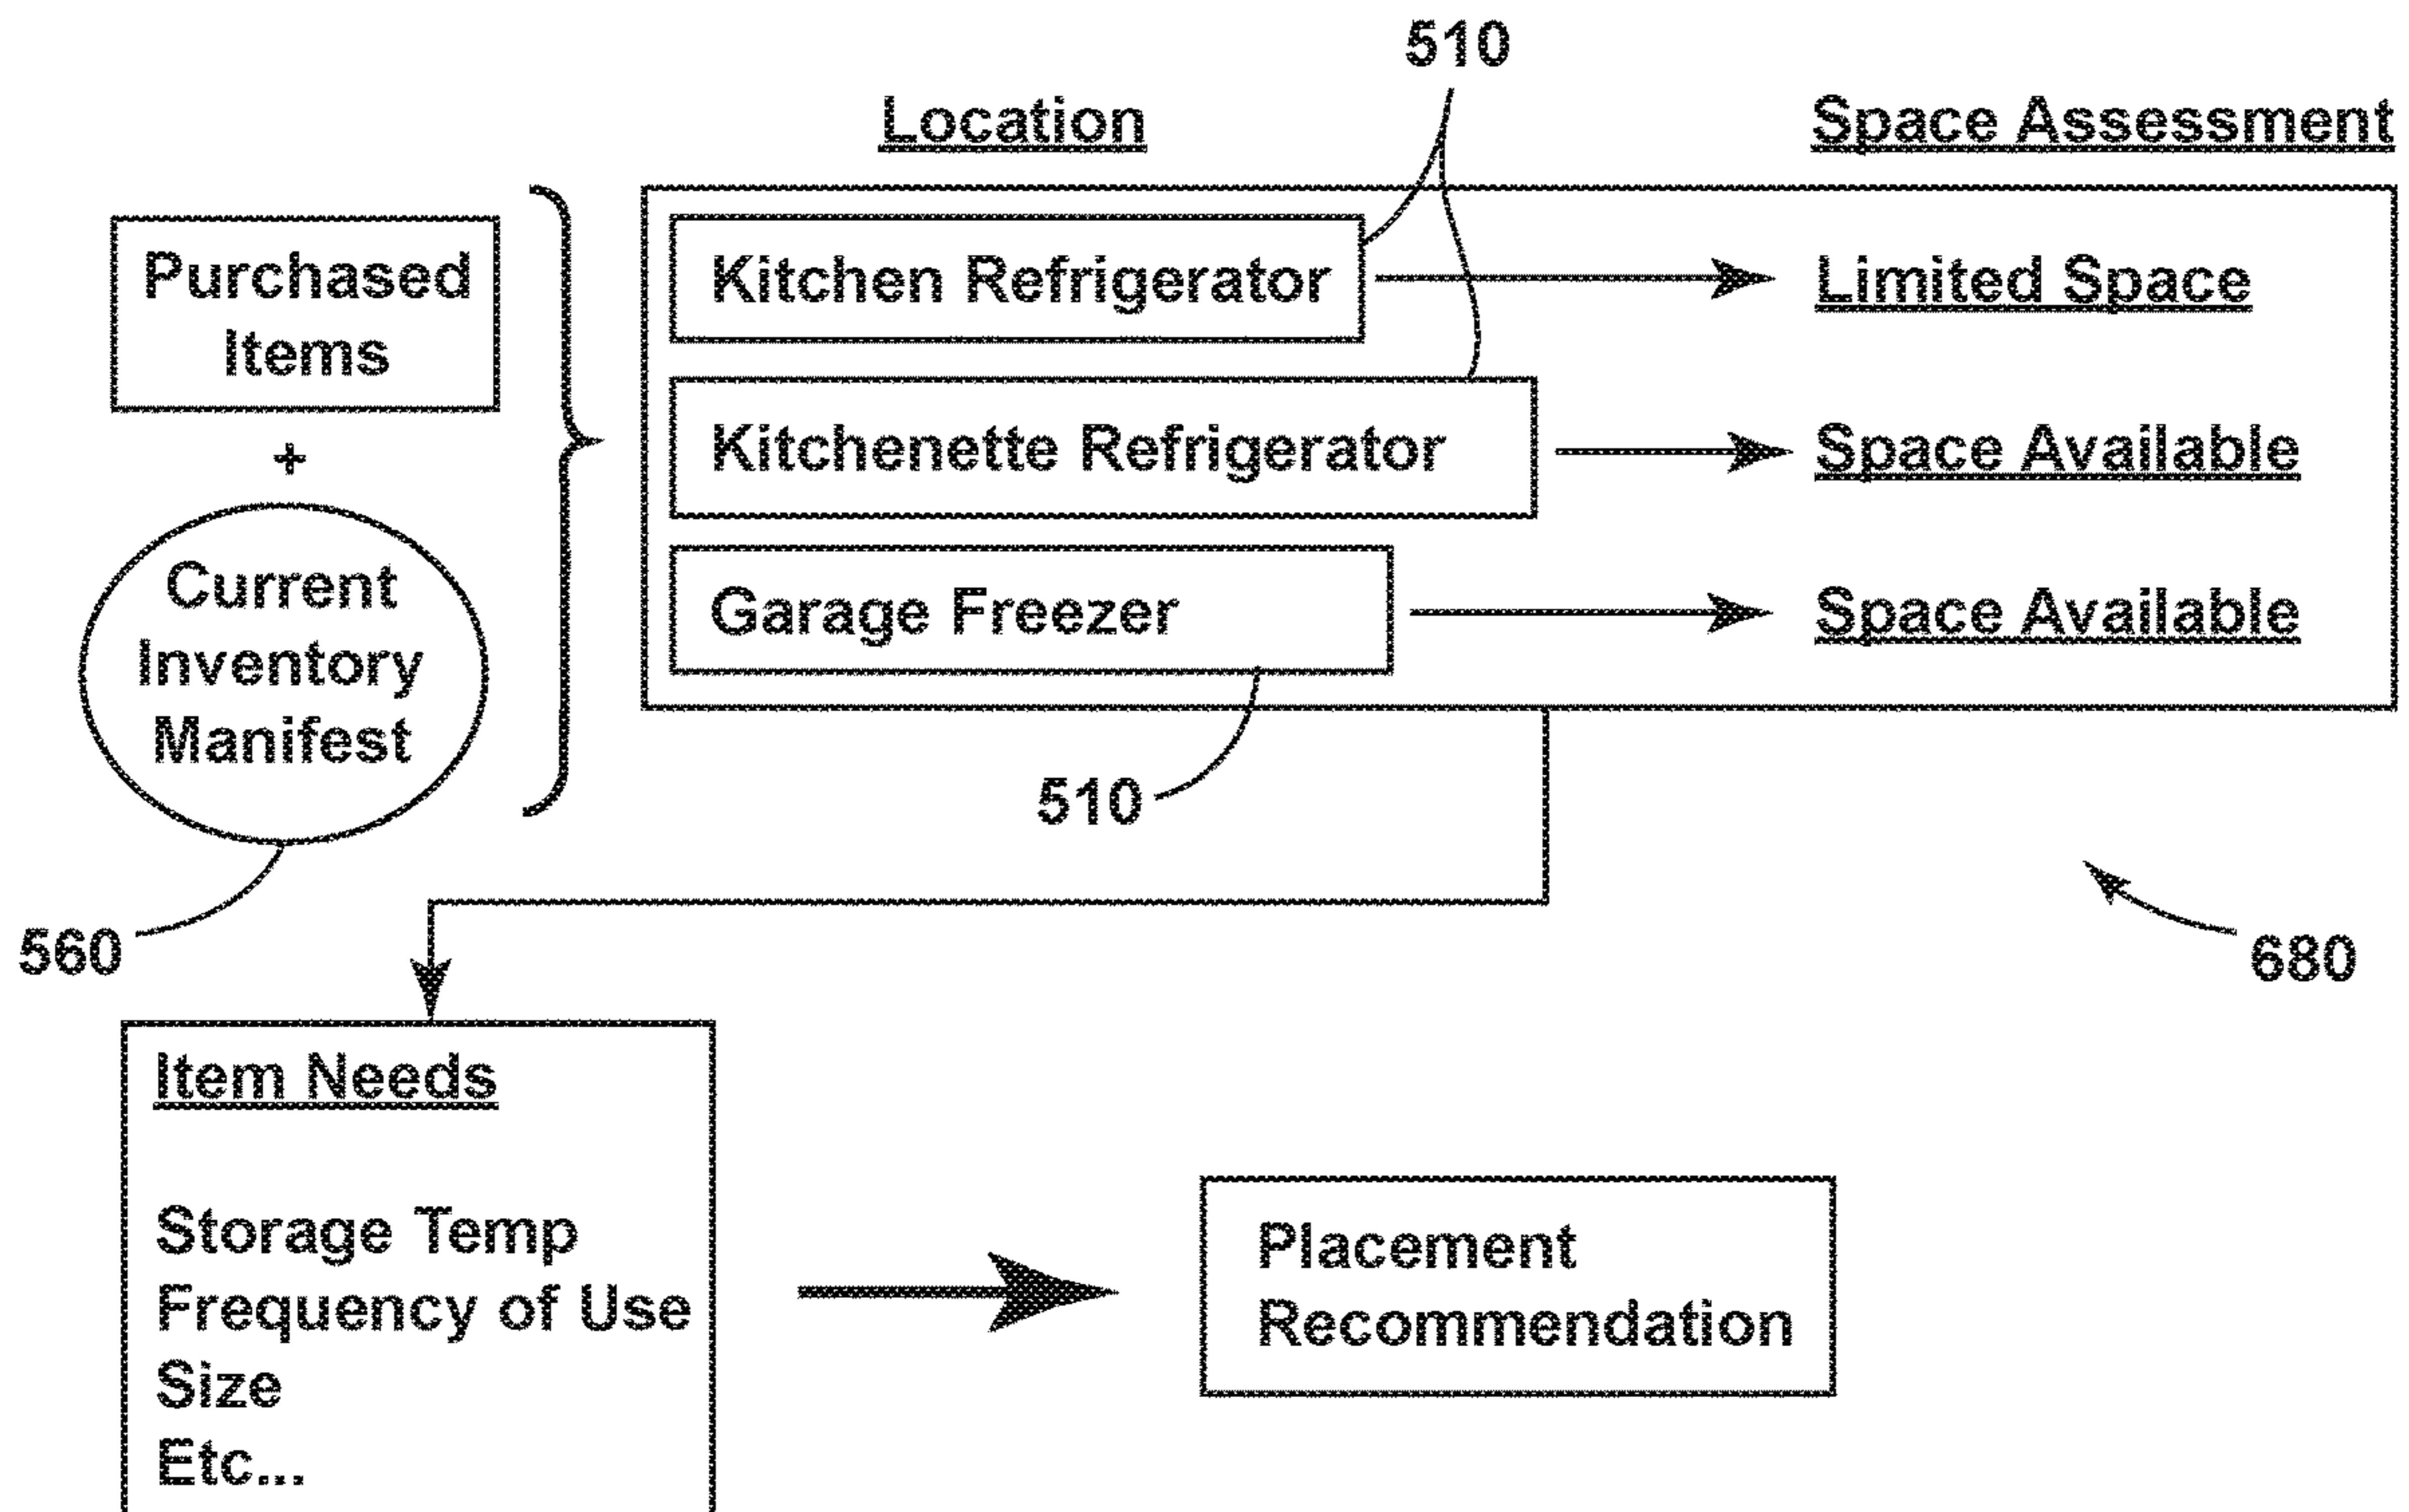 510
Location
Space Assessment
Purchased
Items
+
Current
Inventory
Manifest
560
Kitchen Refrigerator
Limited Space
Kitchenette Refrigerator
Space Available
Garage Freezer
Space Available
510
680
Item Needs
Storage Temp
Frequency of Use
Size
Etc...
Placement
Recommendation